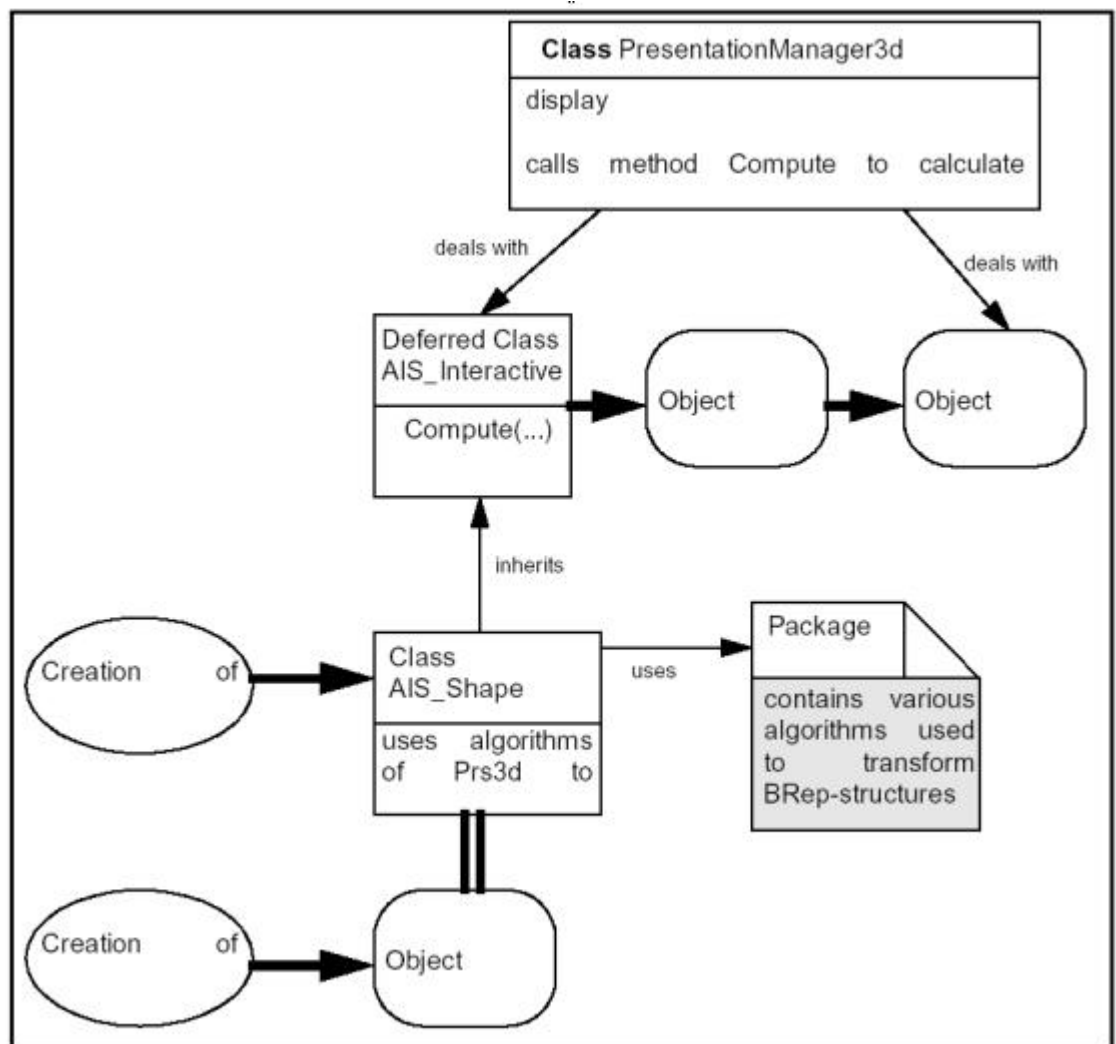 Class PresentationManager3d
display
calls method Compute to calculate
deals with
deals with
Deferred Class
AIS_Interactive
Compute(...)
Object
Object
inherits
Creation of
Class
AIS_Shape
uses algorithms
of Prs3d to
uses
Package
contains various
algorithms used
to transform
BRep-structures
Creation of
Object